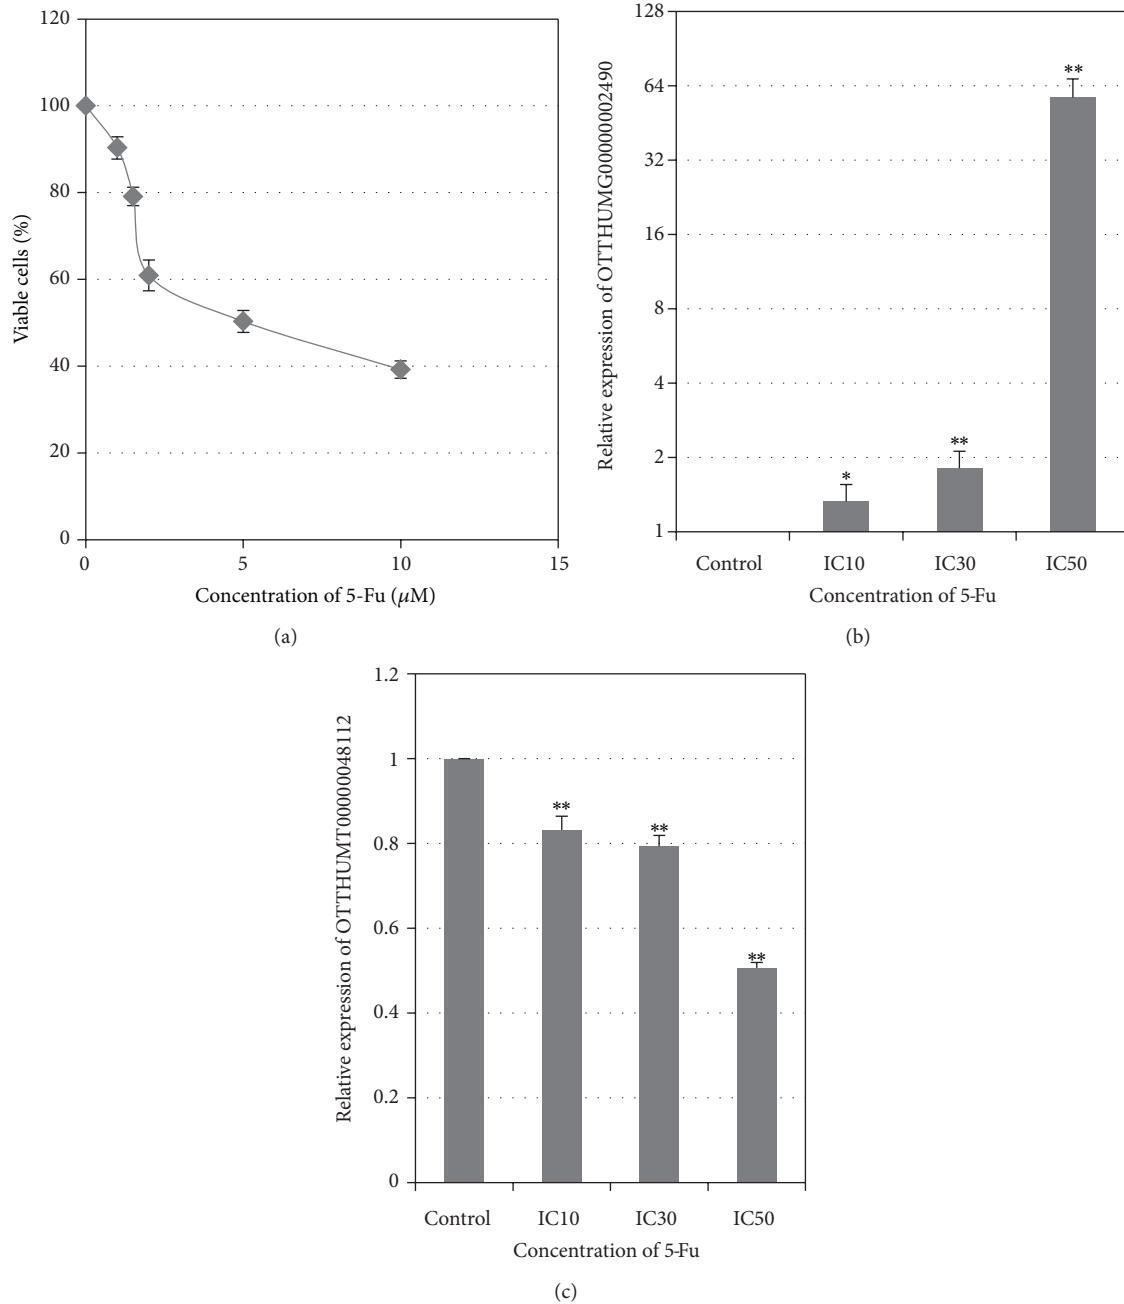 120
100
80
60
40
20
0
Viable cells (%)
0 5 10 15
Concentration of 5-Fu (μM)
(a)
128
64
32
16
8
4
2
1
Relative expression of OTTHUMG00000002490
*
**
**
Control IC10 IC30 IC50
Concentration of 5-Fu
(b)
1.2
1
0.8
0.6
0.4
0.2
0
Relative expression of OTTHUMT00000048112
**
**
**
Control IC10 IC30 IC50
Concentration of 5-Fu
(c)